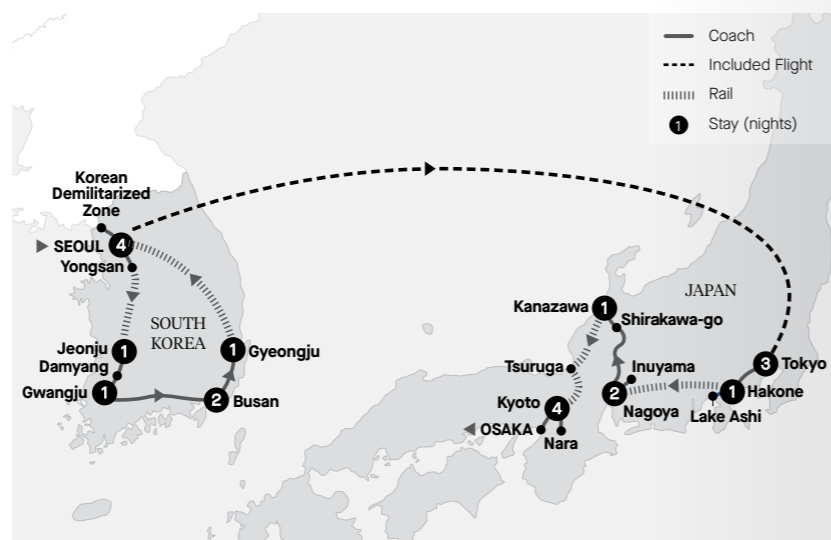 Coach
Included Flight
Rail
1 Stay (nights)
Korean
Demilitarized
Zone
SEOUL 4
Yongsan
SOUTH
KOREA
Jeonju 1
Damyang
Gwangju 1
1 Gyeongju
2 Busan
JAPAN
Kanazawa 1
Shirakawa-go
Tsuruga
Inuyama
3 Tokyo
1 Hakone
Lake Ashi
2
Nagoya
Kyoto
4
OSAKA
Nara